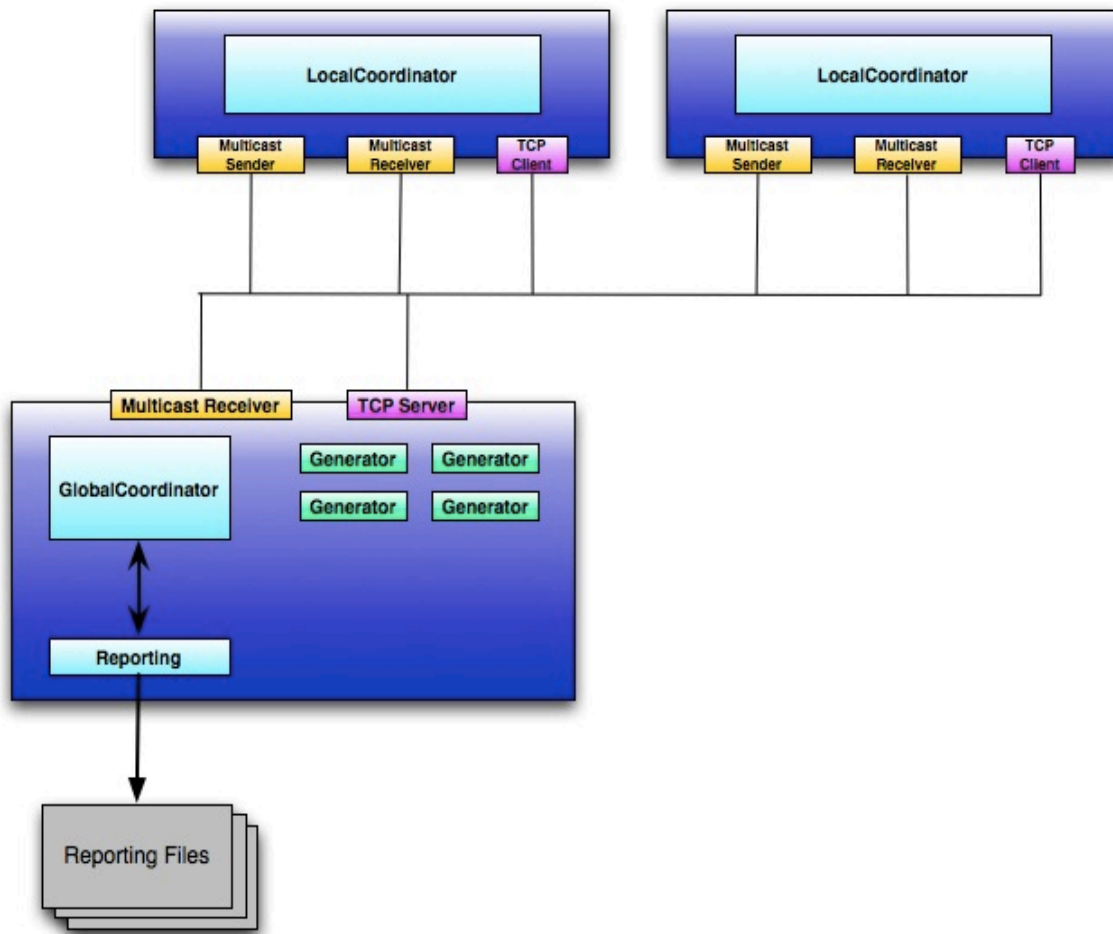 LocalCoordinator
LocalCoordinator
Multicast
Sender
Multicast
Receiver
TCP
Client
Multicast
Sender
Multicast
Receiver
TCP
Client
Multicast Receiver
TCP Server
GlobalCoordinator
Generator
Generator
Generator
Generator
Reporting
Reporting Files